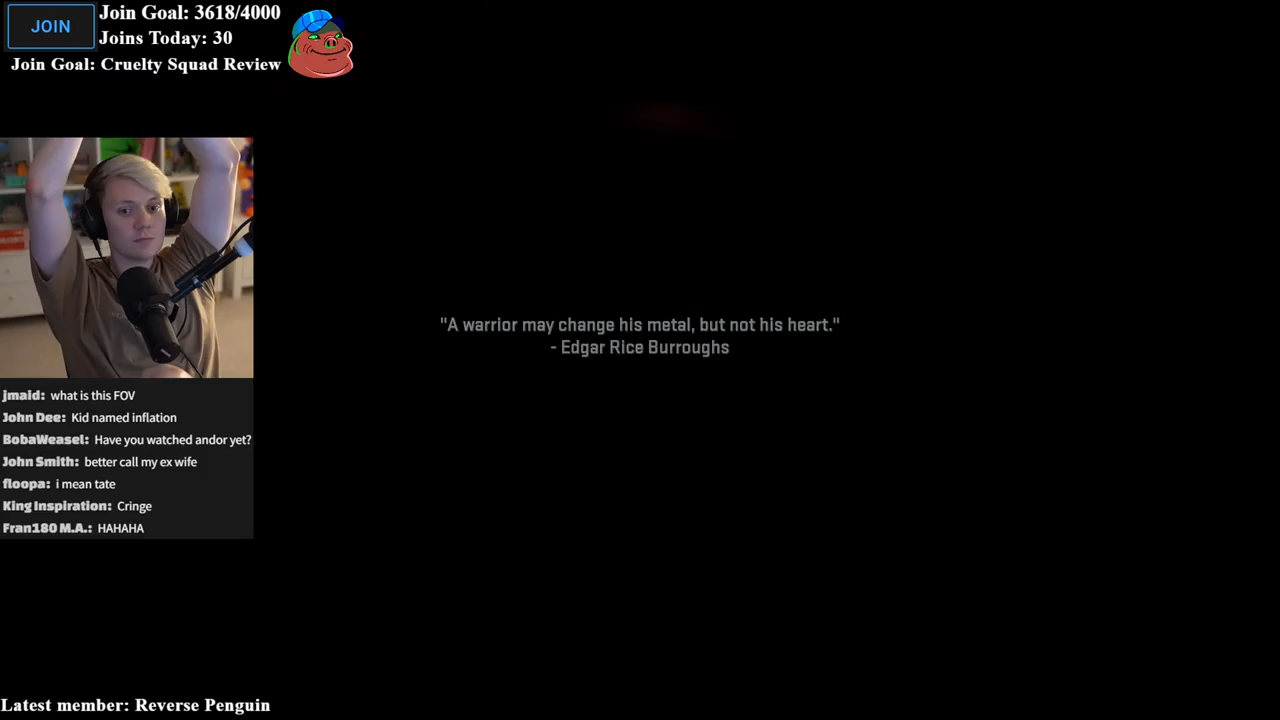 JOIN
Join Goal: 3618/4000
Joins Today: 30
Join Goal: Cruelty Squad Review
"A warrior may change his metal, but not his heart."
- Edgar Rice Burroughs
jmaid: what is this FOV
John Dee: Kid named inflation
BobaWeasel: Have you watched andor yet?
John Smith: better call my ex wife
floopa: i mean tate
King Inspiration: Cringe
Fran180 M.A.: HAHAHA
Latest member: Reverse Penguin